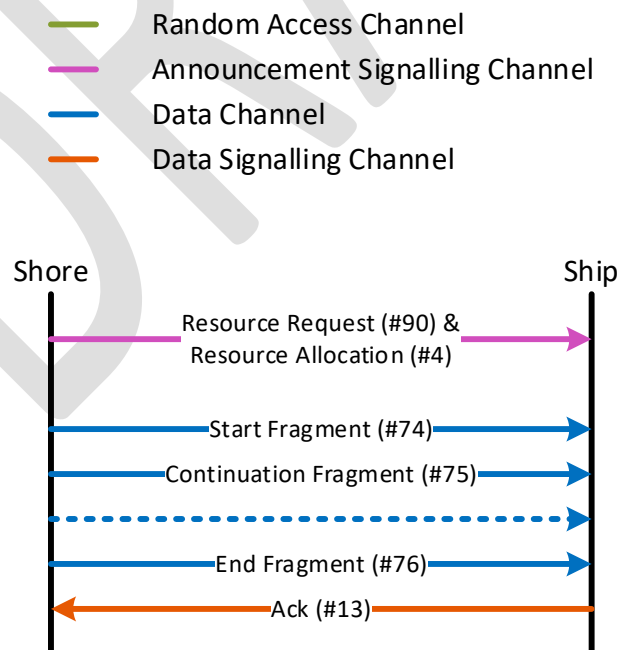 Random Access Channel
Announcement Signalling Channel
Data Channel
Data Signalling Channel
Shore
Ship
Resource Request (#90) &
Resource Allocation (#4)
Start Fragment (#74)
Continuation Fragment (#75)
End Fragment (#76)
Ack (#13)